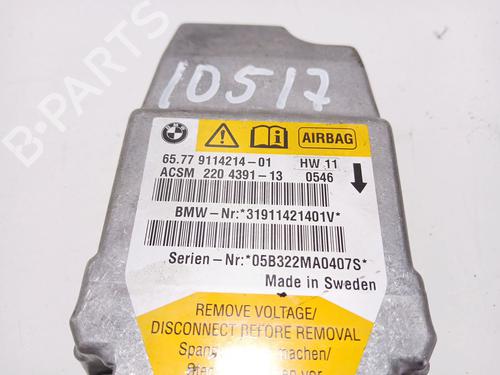 10517
BMW
AIRBAG
65.77 9114214-01 HW 11
ACSM 220 4391-13 0546
BMW-Nr:*31911421401V*
Serien-Nr:*05B322MA0407S*
Made in Sweden
REMOVE VOLTAGE/
DISCONNECT BEFORE REMOVAL
B-PARTS